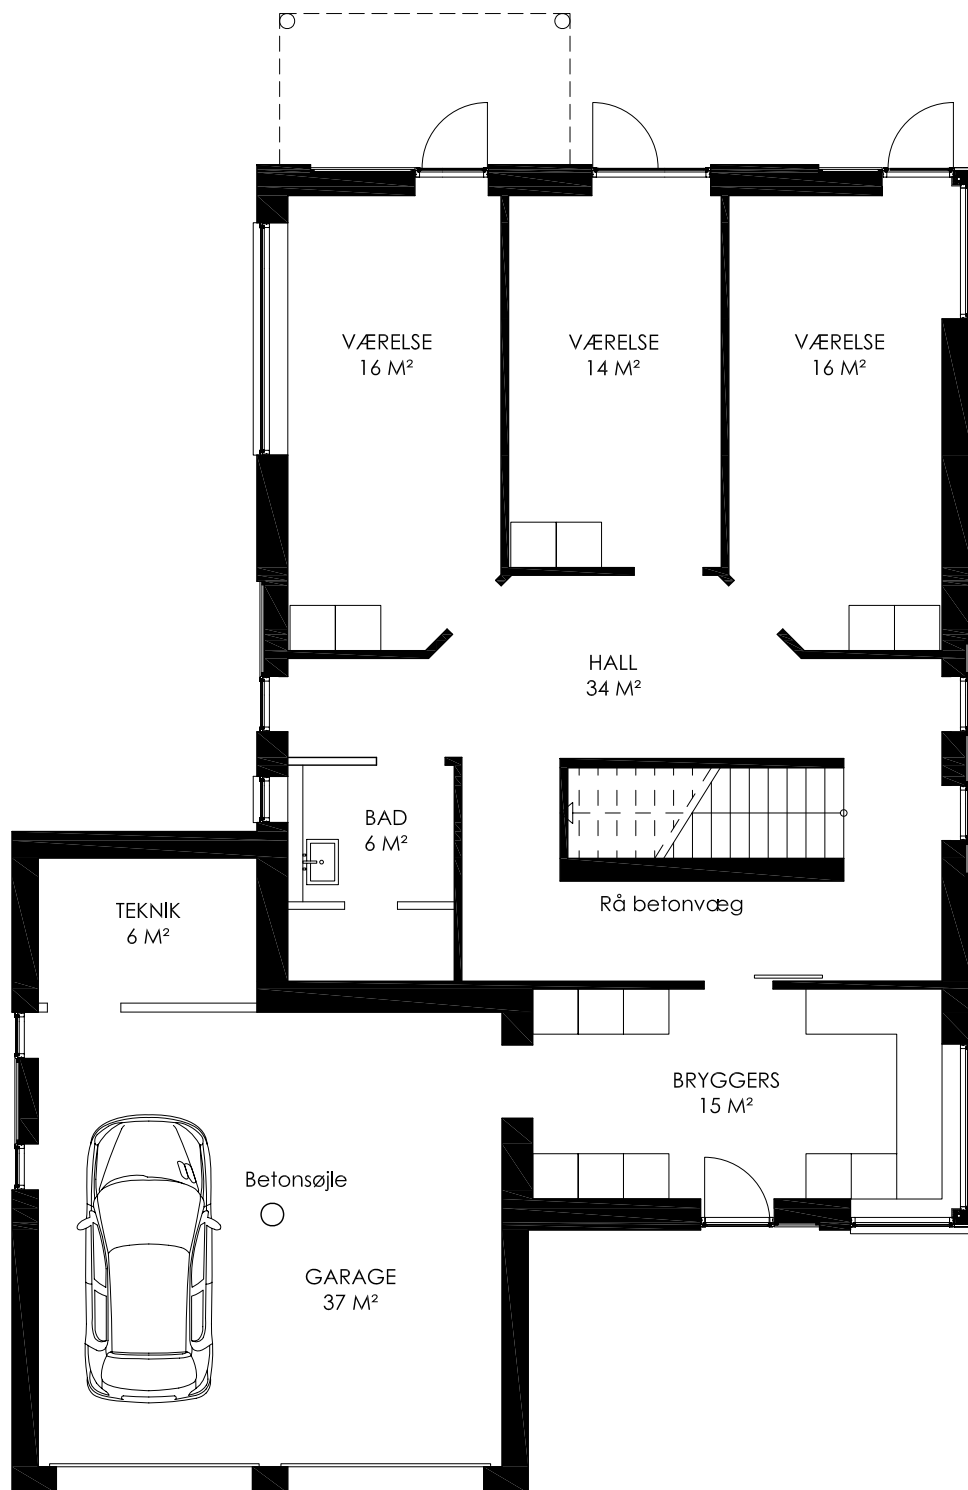 VÆRELSE
16 M²
VÆRELSE
14 M²
VÆRELSE
16 M²
HALL
34 M²
BAD
6 M²
Rå betonvæg
TEKNIK
6 M²
BRYGGERS
15 M²
Betonsøjle
GARAGE
37 M²